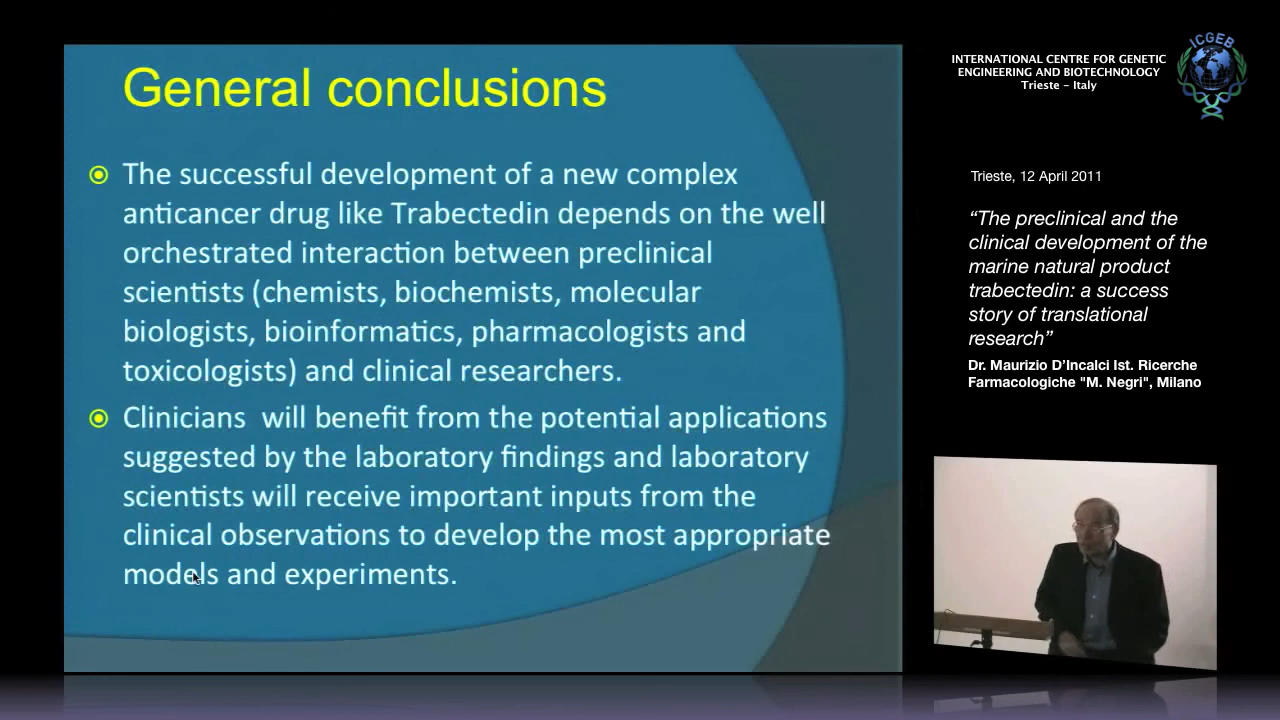 General conclusions
The successful development of a new complex
anticancer drug like Trabectedin depends on the well
orchestrated interaction between preclinical
scientists (chemists, biochemists, molecular
biologists, bioinformatics, pharmacologists and
toxicologists) and clinical researchers.
Clinicians will benefit from the potential applications
suggested by the laboratory findings and laboratory
scientists will receive important inputs from the
clinical observations to develop the most appropriate
models and experiments.
INTERNATIONAL CENTRE FOR GENETIC
ENGINEERING AND BIOTECHNOLOGY
Trieste - Italy
ICGEB
Trieste, 12 April 2011
“The preclinical and the
clinical development of the
marine natural product
trabectedin: a success
story of translational
research”
Dr. Maurizio D’Incalci Ist. Ricerche
Farmacologiche "M. Negri", Milano